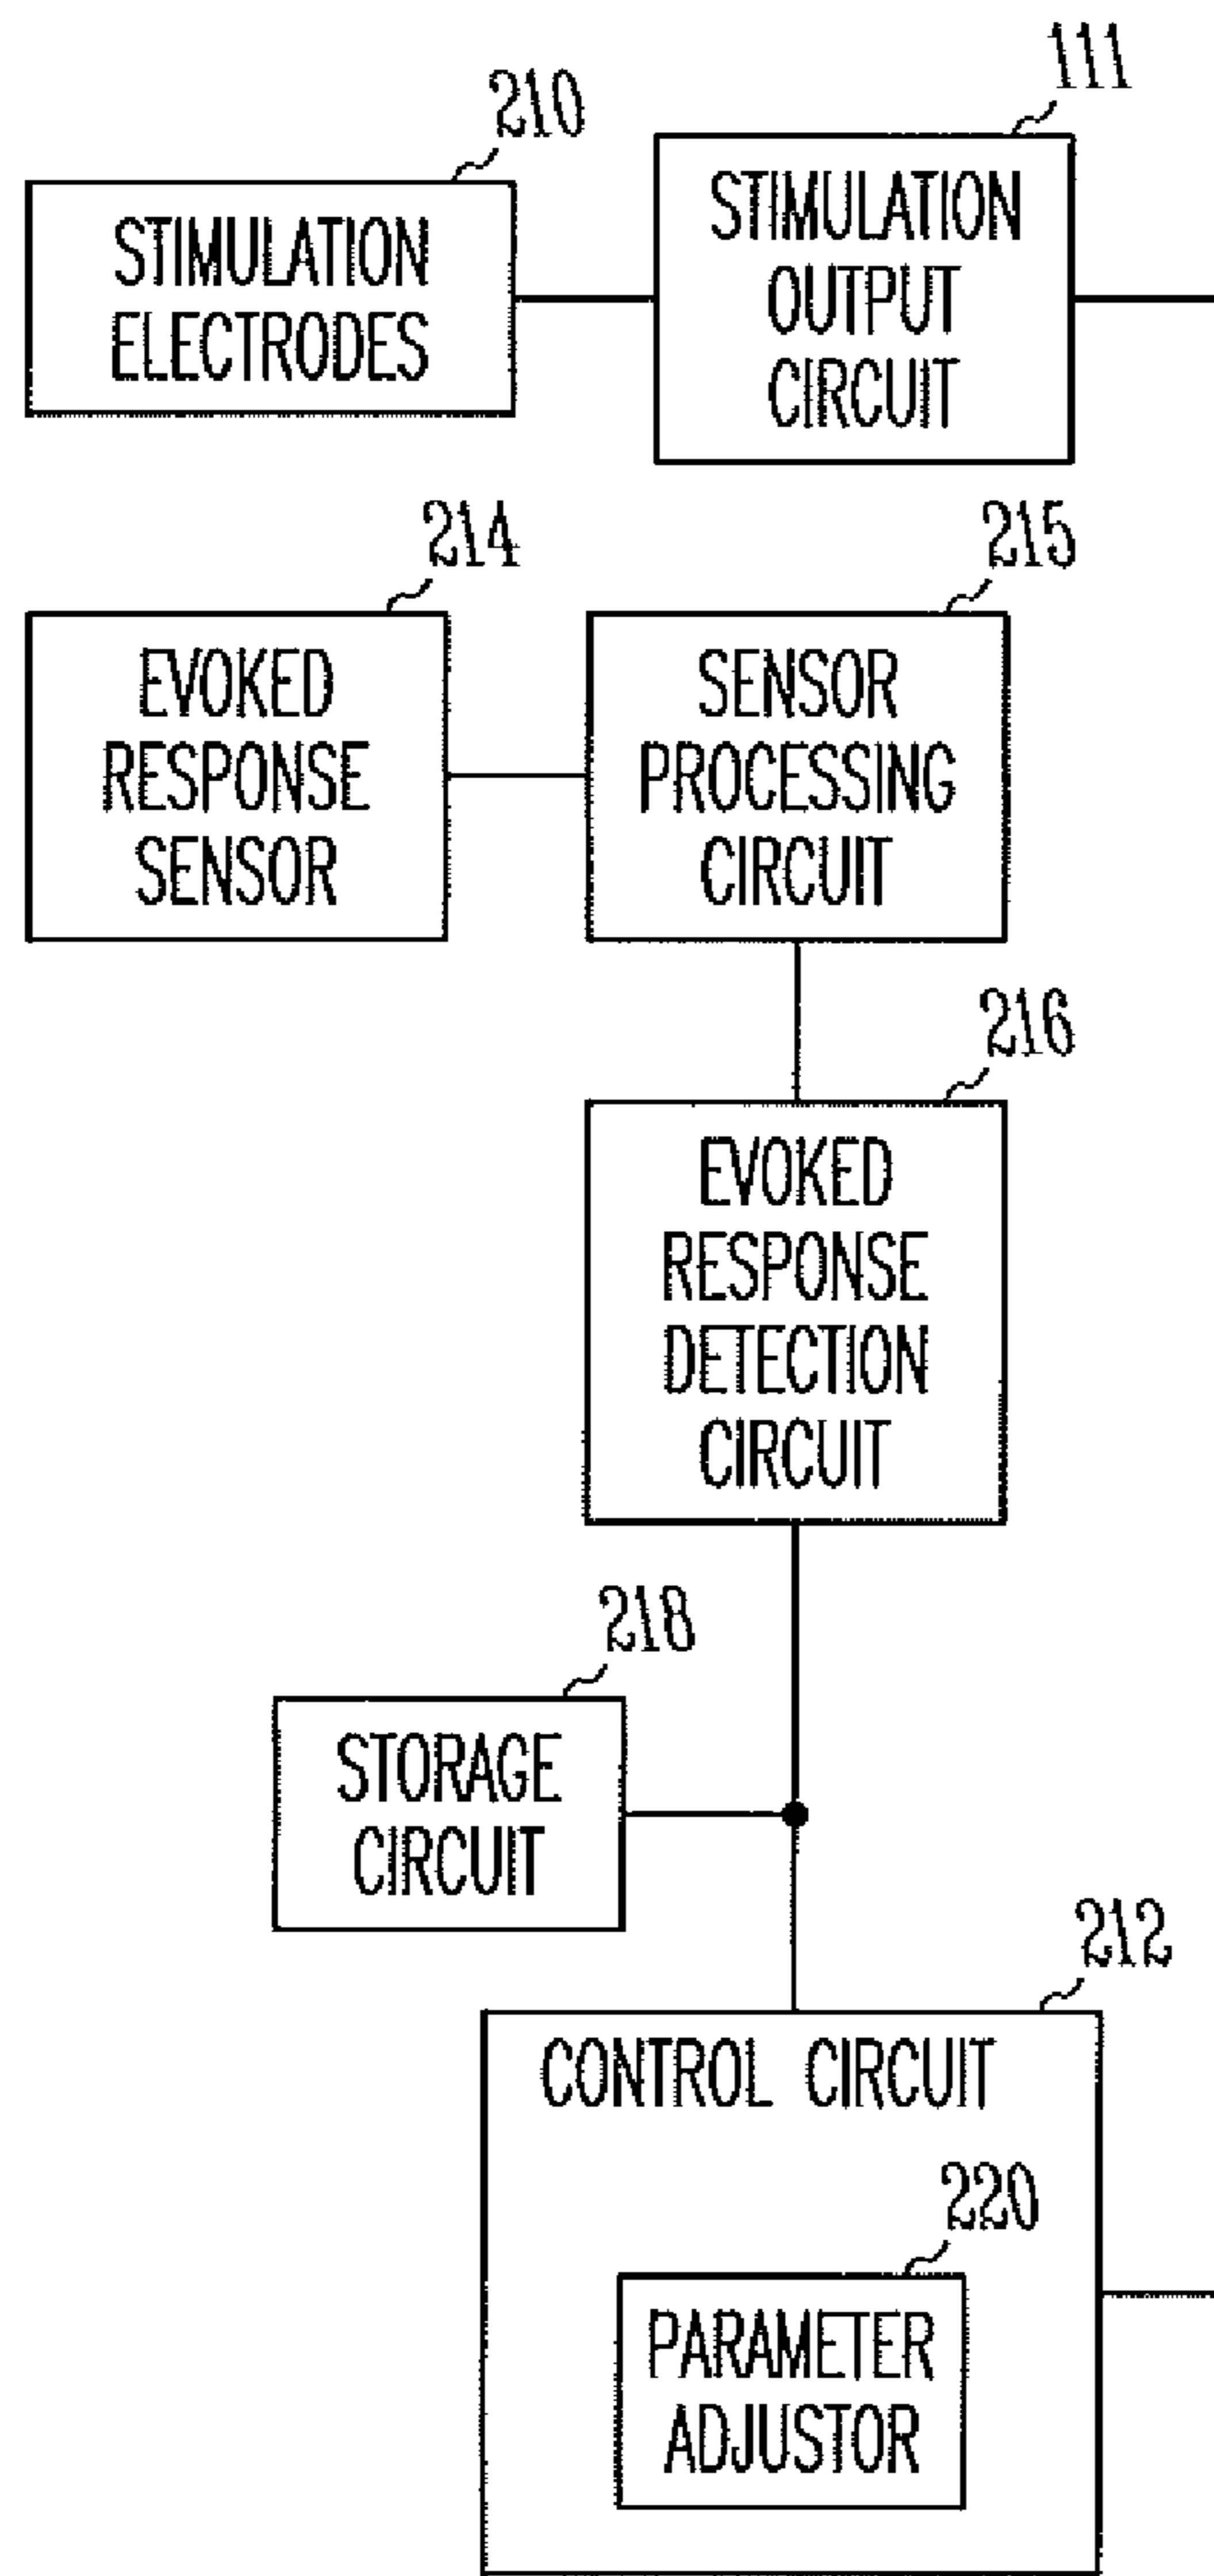 111
210
STIMULATION
ELECTRODES
STIMULATION
OUTPUT
CIRCUIT
214
215
EVOKED
RESPONSE
SENSOR
SENSOR
PROCESSING
CIRCUIT
216
EVOKED
RESPONSE
DETECTION
CIRCUIT
218
STORAGE
CIRCUIT
212
CONTROL CIRCUIT
220
PARAMETER
ADJUSTOR